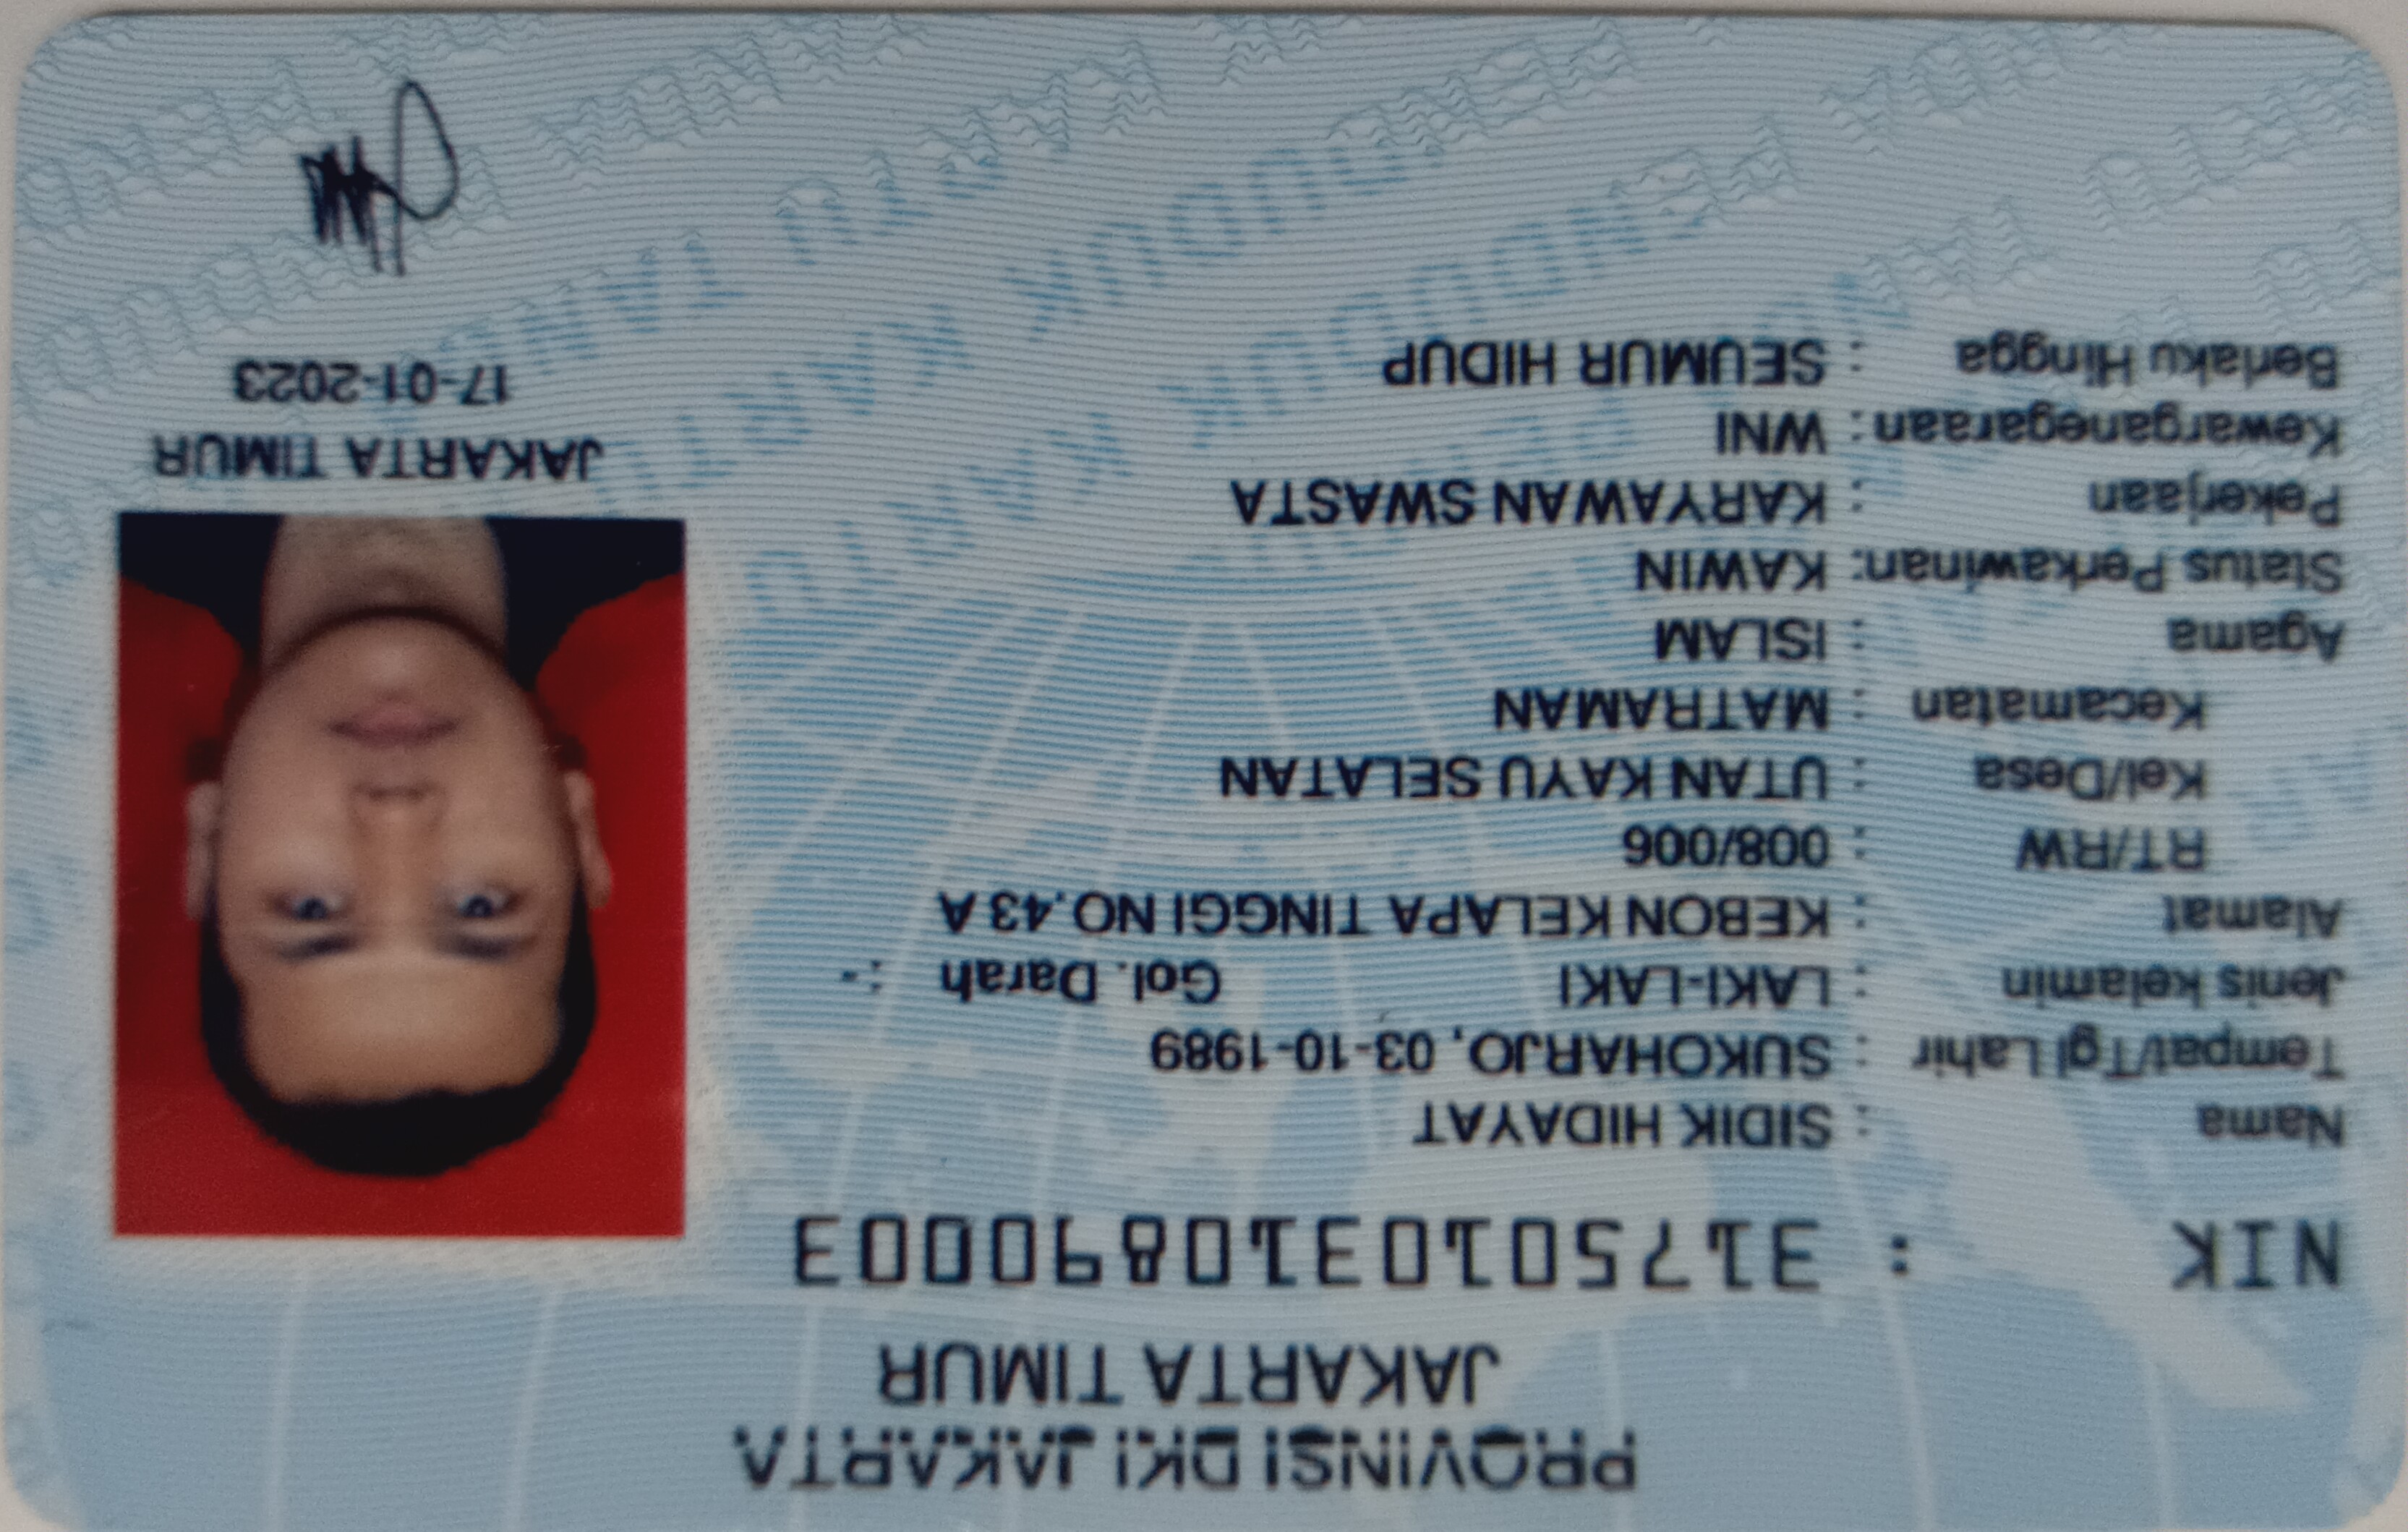 PROVINSI DKI JAKARTA
JAKARTA TIMUR
NIK : 3175010310890003
Nama : SIDIK HIDAYAT
Tempat/Tgl Lahir : SUKOHARJO, 03-10-1989
Jenis kelamin : LAKI-LAKI Gol. Darah :-
Alamat : KEBON KELAPA TINGGI NO.43 A
RT/RW : 008/006
Kel/Desa : UTAN KAYU SELATAN
Kecamatan : MATRAMAN
Agama : ISLAM
Status Perkawinan: KAWIN
Pekerjaan : KARYAWAN SWASTA
Kewarganegaraan: WNI
Berlaku Hingga : SEUMUR HIDUP
JAKARTA TIMUR
17-01-2023